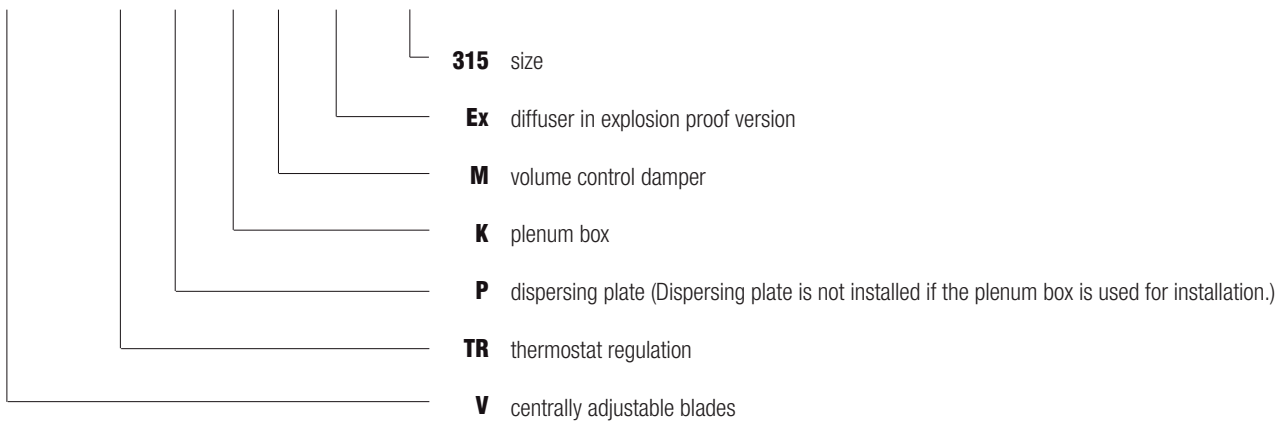 315 size
Ex diffuser in explosion proof version
M volume control damper
K plenum box
P dispersing plate (Dispersing plate is not installed if the plenum box is used for installation.)
TR thermostat regulation
V centrally adjustable blades